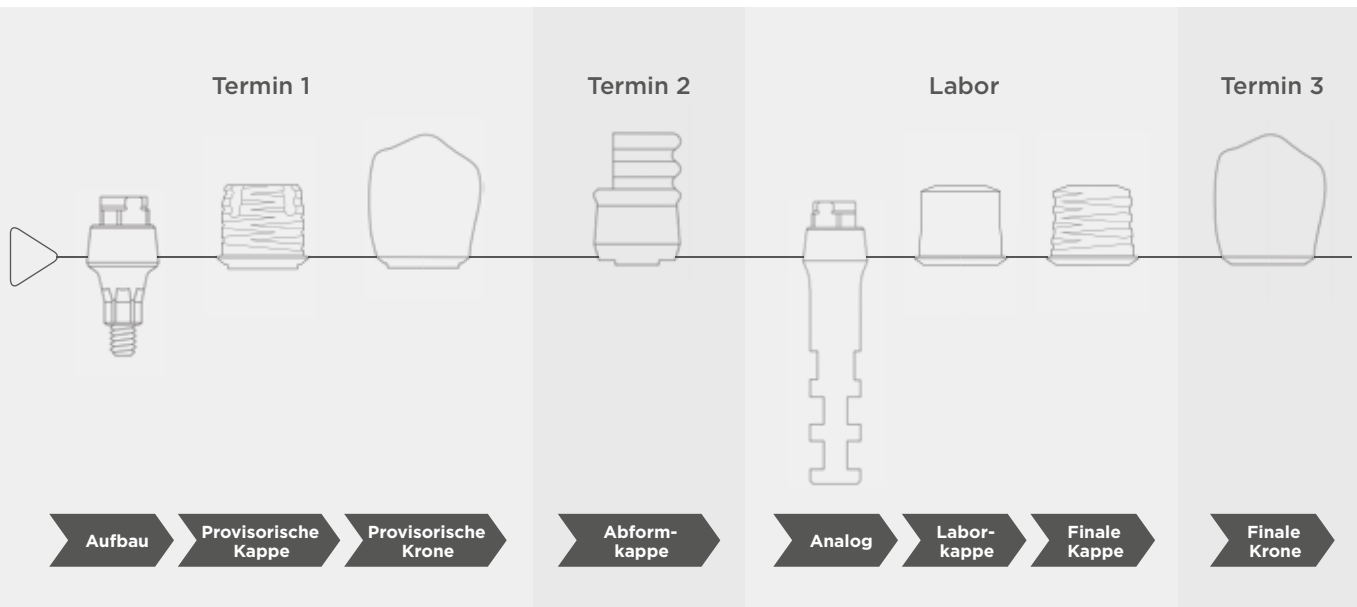 Termin 1
Termin 2
Labor
Termin 3
Aufbau
Provisorische
Kappe
Provisorische
Krone
Abform-
kappe
Analog
Labor-
kappe
Finale
Kappe
Finale
Krone